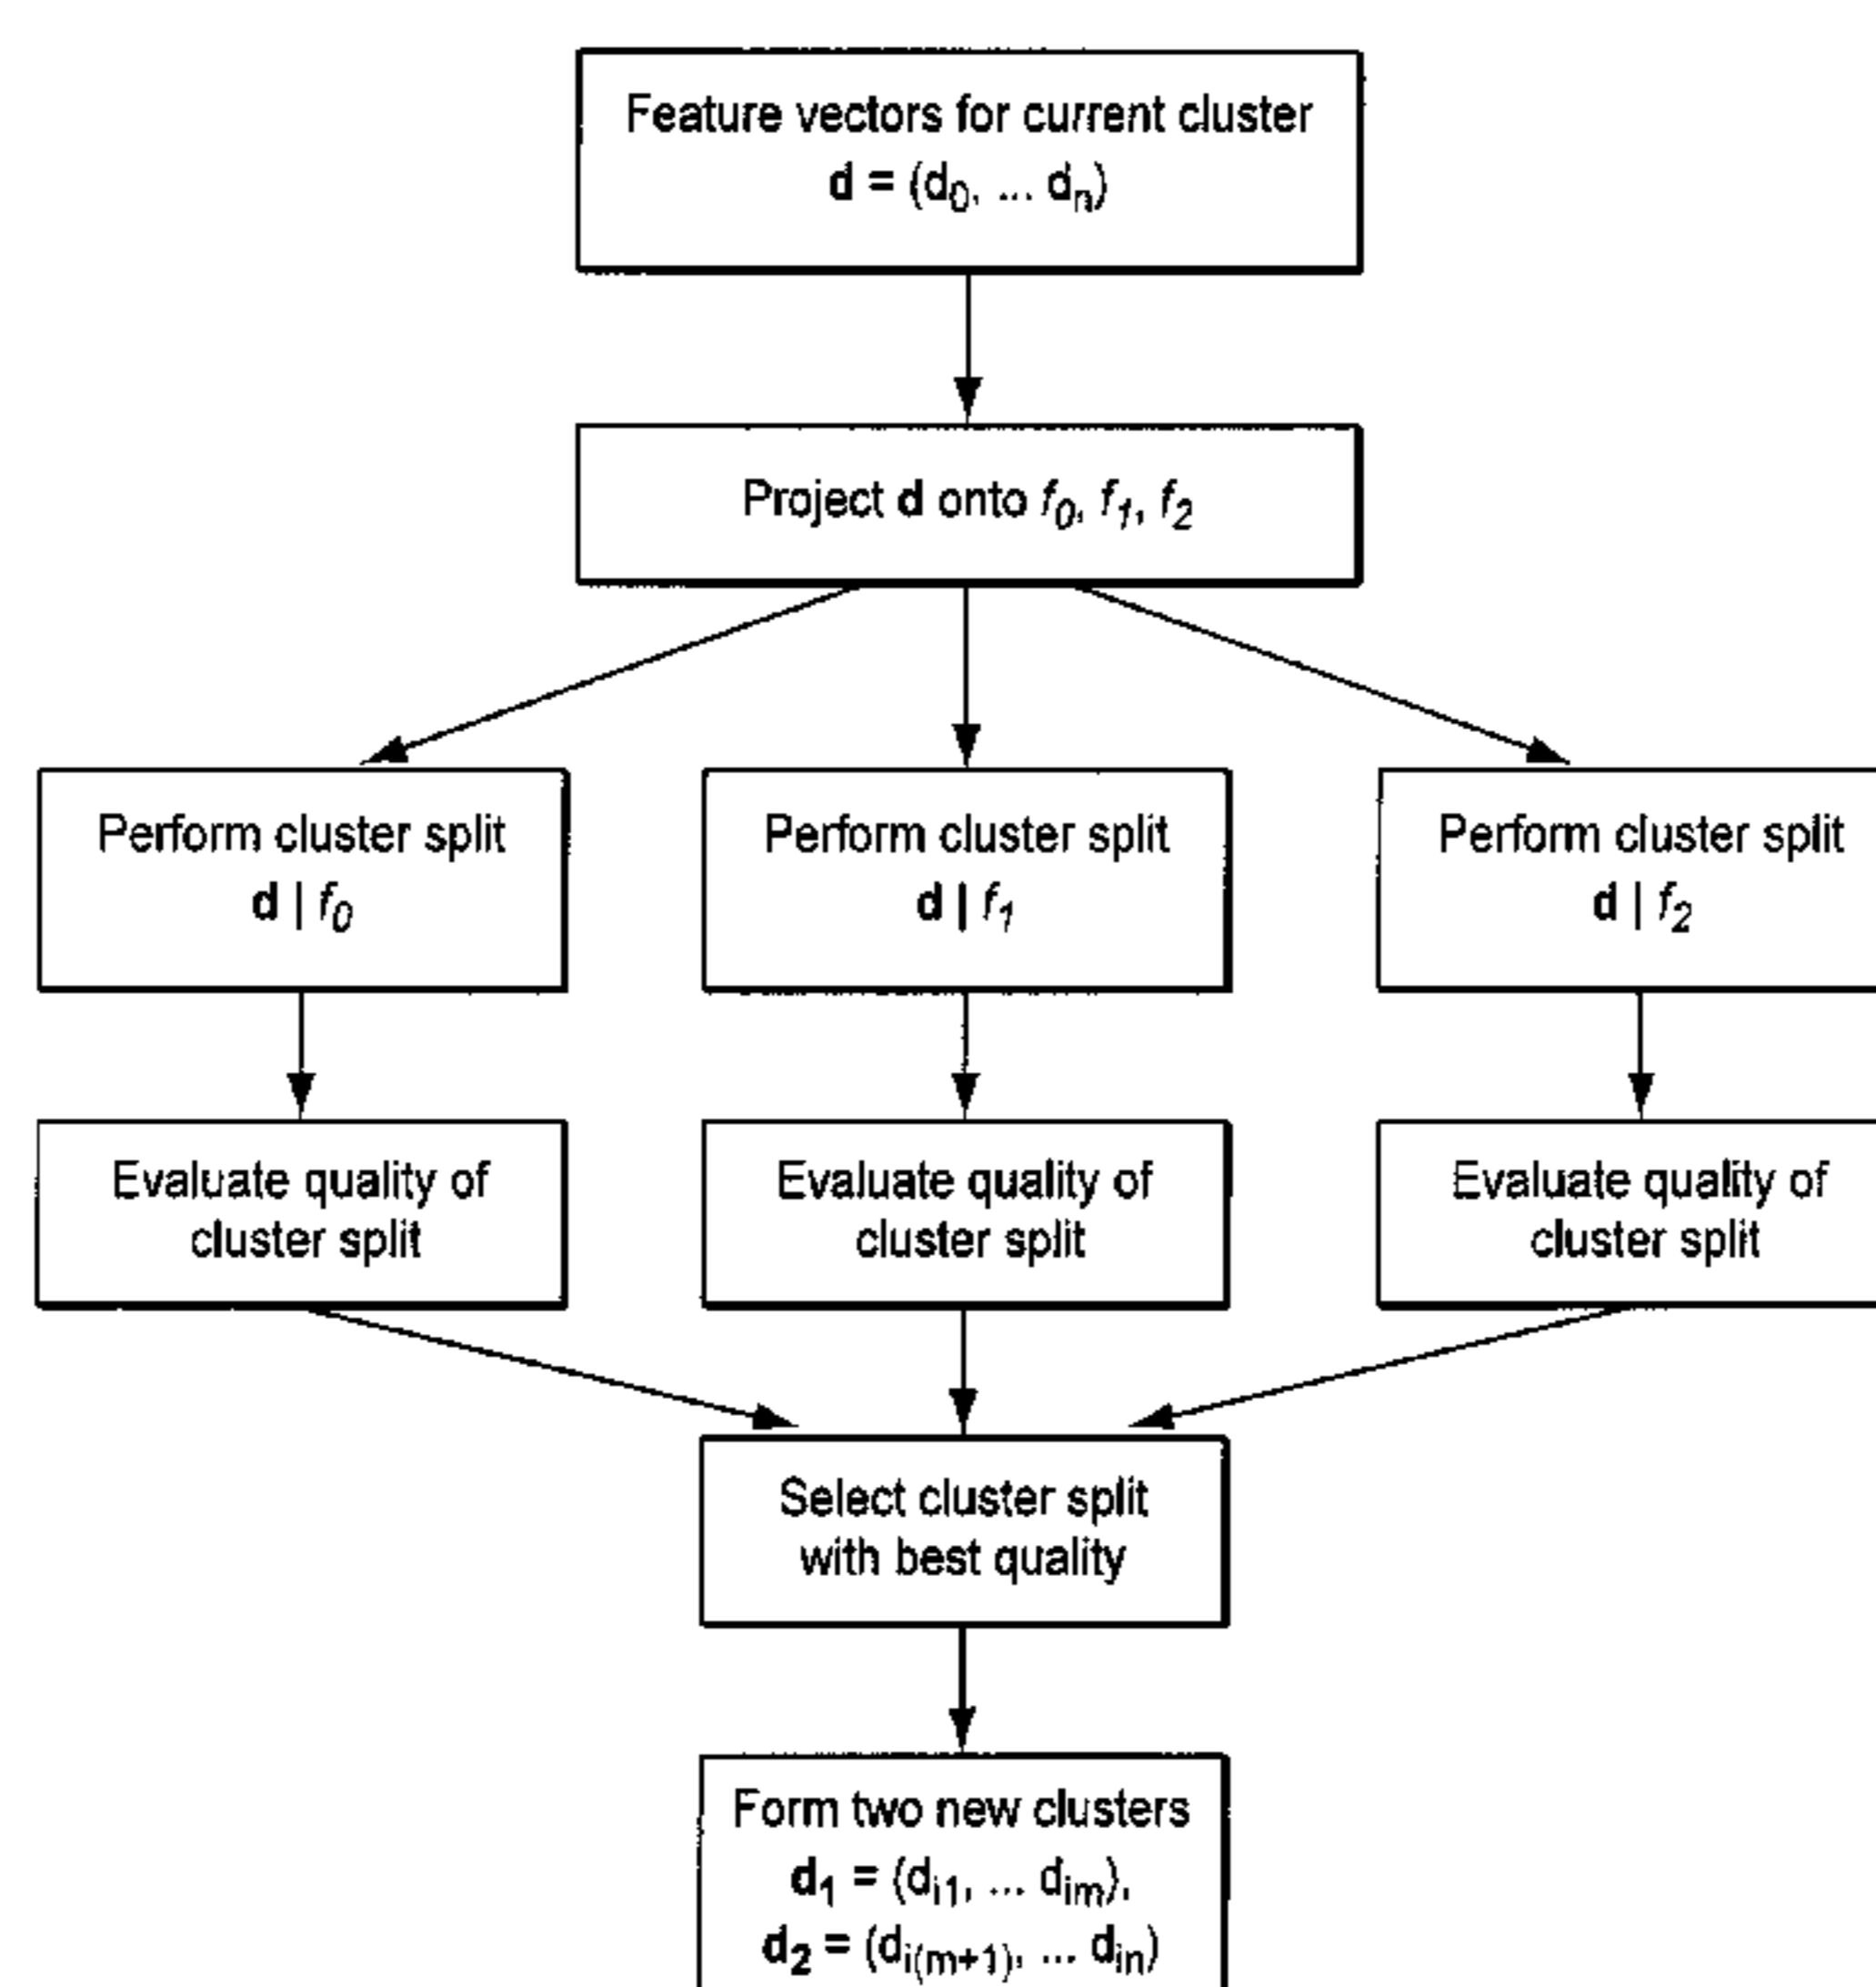 Feature vectors for current cluster
d = (d0, ... dn)
Project d onto f0, f1, f2
Perform cluster split
d | f0
Perform cluster split
d | f1
Perform cluster split
d | f2
Evaluate quality of
cluster split
Evaluate quality of
cluster split
Evaluate quality of
cluster split
Select cluster split
with best quality
Form two new clusters
d1 = (di1, ... dim),
d2 = (di(m+1), ... din)